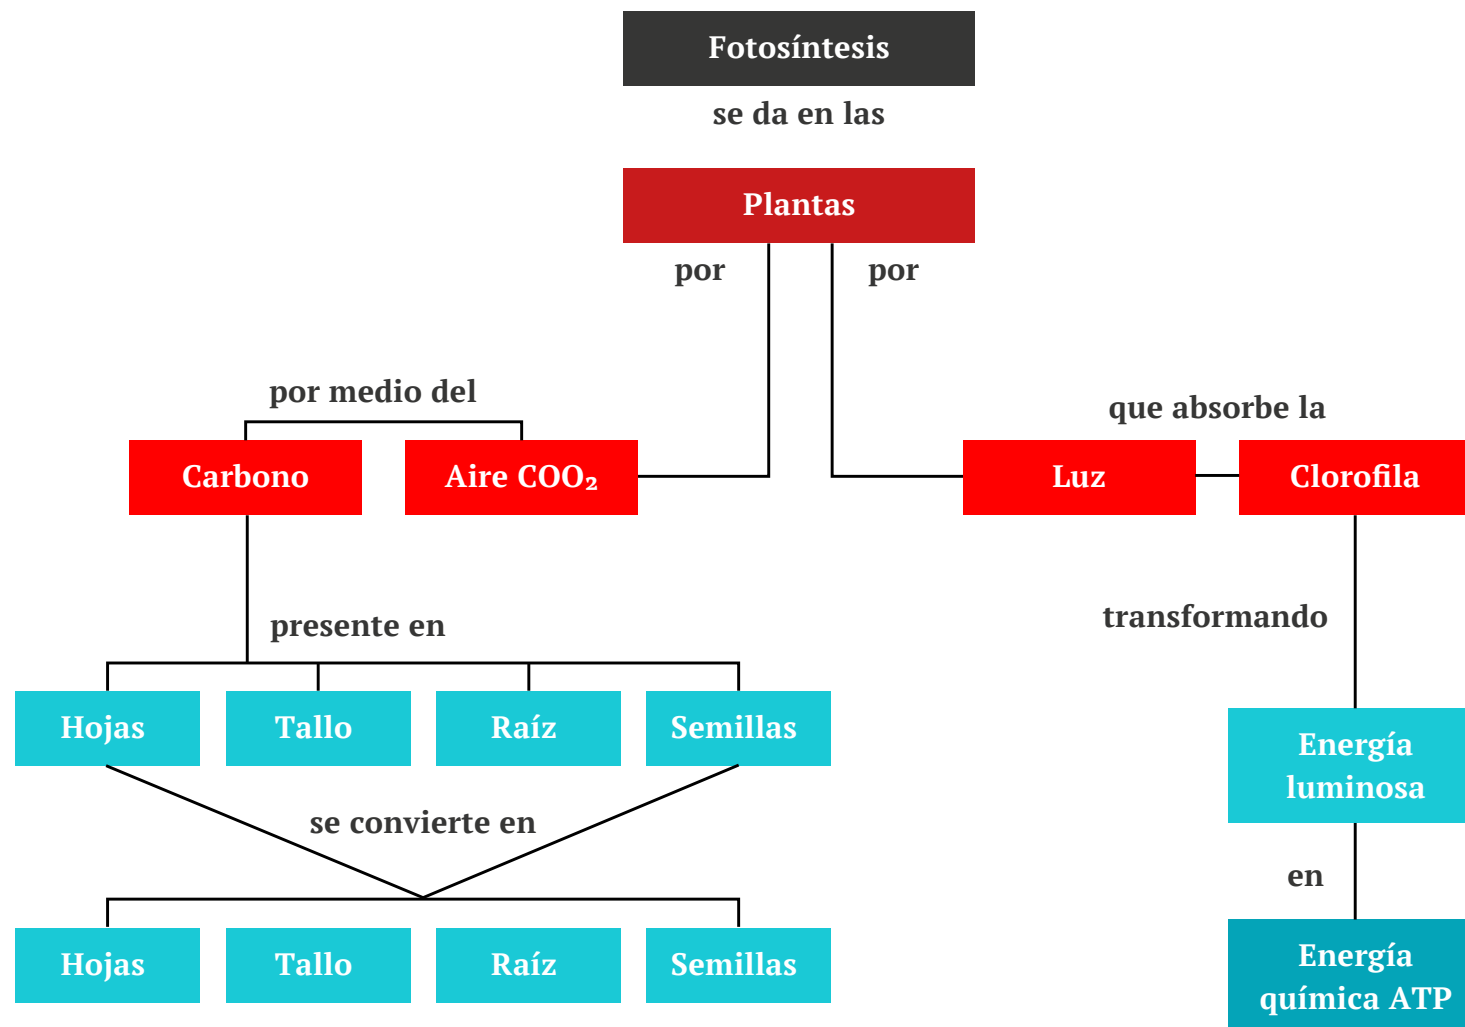 Fotosíntesis
se da en las
Plantas
por
por
por medio del
que absorbe la
Carbono
Aire COO₂
Luz
Clorofila
presente en
transformando
Hojas
Tallo
Raíz
Semillas
Energía
luminosa
se convierte en
en
Hojas
Tallo
Raíz
Semillas
Energía
química ATP